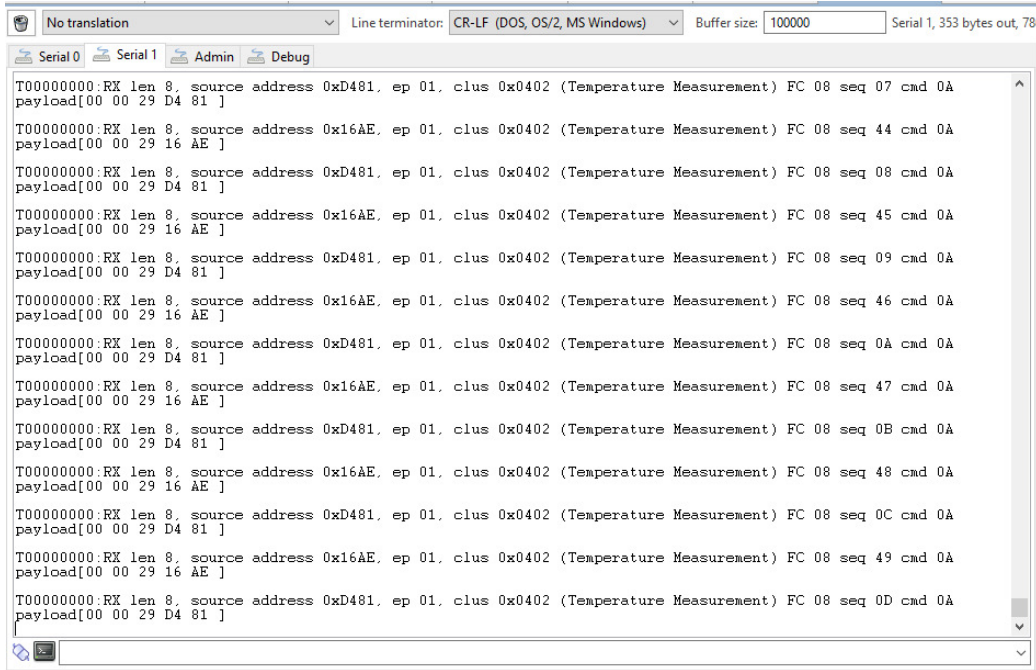 No translation
Line terminator: CR-LF (DOS, OS/2, MS Windows)
Buffer size: 100000
Serial 1, 353 bytes out, 78
Serial 0
Serial 1
Admin
Debug
T00000000:RX len 8, source address 0xD481, ep 01, clus 0x0402 (Temperature Measurement) FC 08 seq 07 cmd 0A
payload[00 00 29 D4 81 ]
T00000000:RX len 8, source address 0x16AE, ep 01, clus 0x0402 (Temperature Measurement) FC 08 seq 44 cmd 0A
payload[00 00 29 16 AE ]
T00000000:RX len 8, source address 0xD481, ep 01, clus 0x0402 (Temperature Measurement) FC 08 seq 08 cmd 0A
payload[00 00 29 D4 81 ]
T00000000:RX len 8, source address 0x16AE, ep 01, clus 0x0402 (Temperature Measurement) FC 08 seq 45 cmd 0A
payload[00 00 29 16 AE ]
T00000000:RX len 8, source address 0xD481, ep 01, clus 0x0402 (Temperature Measurement) FC 08 seq 09 cmd 0A
payload[00 00 29 D4 81 ]
T00000000:RX len 8, source address 0x16AE, ep 01, clus 0x0402 (Temperature Measurement) FC 08 seq 46 cmd 0A
payload[00 00 29 16 AE ]
T00000000:RX len 8, source address 0xD481, ep 01, clus 0x0402 (Temperature Measurement) FC 08 seq 0A cmd 0A
payload[00 00 29 D4 81 ]
T00000000:RX len 8, source address 0x16AE, ep 01, clus 0x0402 (Temperature Measurement) FC 08 seq 47 cmd 0A
payload[00 00 29 16 AE ]
T00000000:RX len 8, source address 0xD481, ep 01, clus 0x0402 (Temperature Measurement) FC 08 seq 0B cmd 0A
payload[00 00 29 D4 81 ]
T00000000:RX len 8, source address 0x16AE, ep 01, clus 0x0402 (Temperature Measurement) FC 08 seq 48 cmd 0A
payload[00 00 29 16 AE ]
T00000000:RX len 8, source address 0xD481, ep 01, clus 0x0402 (Temperature Measurement) FC 08 seq 0C cmd 0A
payload[00 00 29 D4 81 ]
T00000000:RX len 8, source address 0x16AE, ep 01, clus 0x0402 (Temperature Measurement) FC 08 seq 49 cmd 0A
payload[00 00 29 16 AE ]
T00000000:RX len 8, source address 0xD481, ep 01, clus 0x0402 (Temperature Measurement) FC 08 seq 0D cmd 0A
payload[00 00 29 D4 81 ]